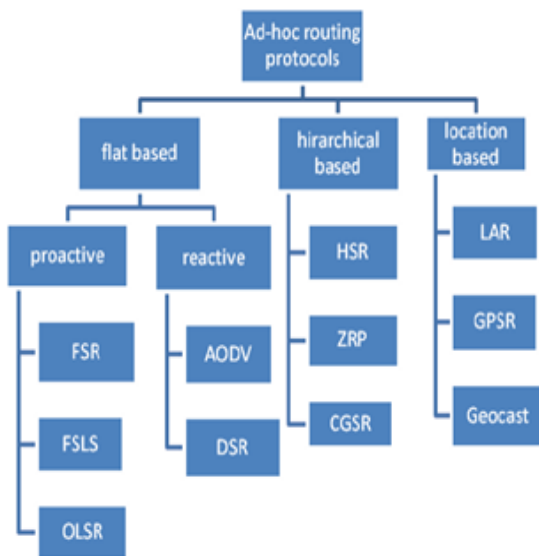 Ad-hoc routing
protocols
flat based
hirarchical
based
location
based
proactive
reactive
HSR
LAR
FSR
AODV
ZRP
GPSR
FSLS
DSR
CGSR
Geocast
OLSR